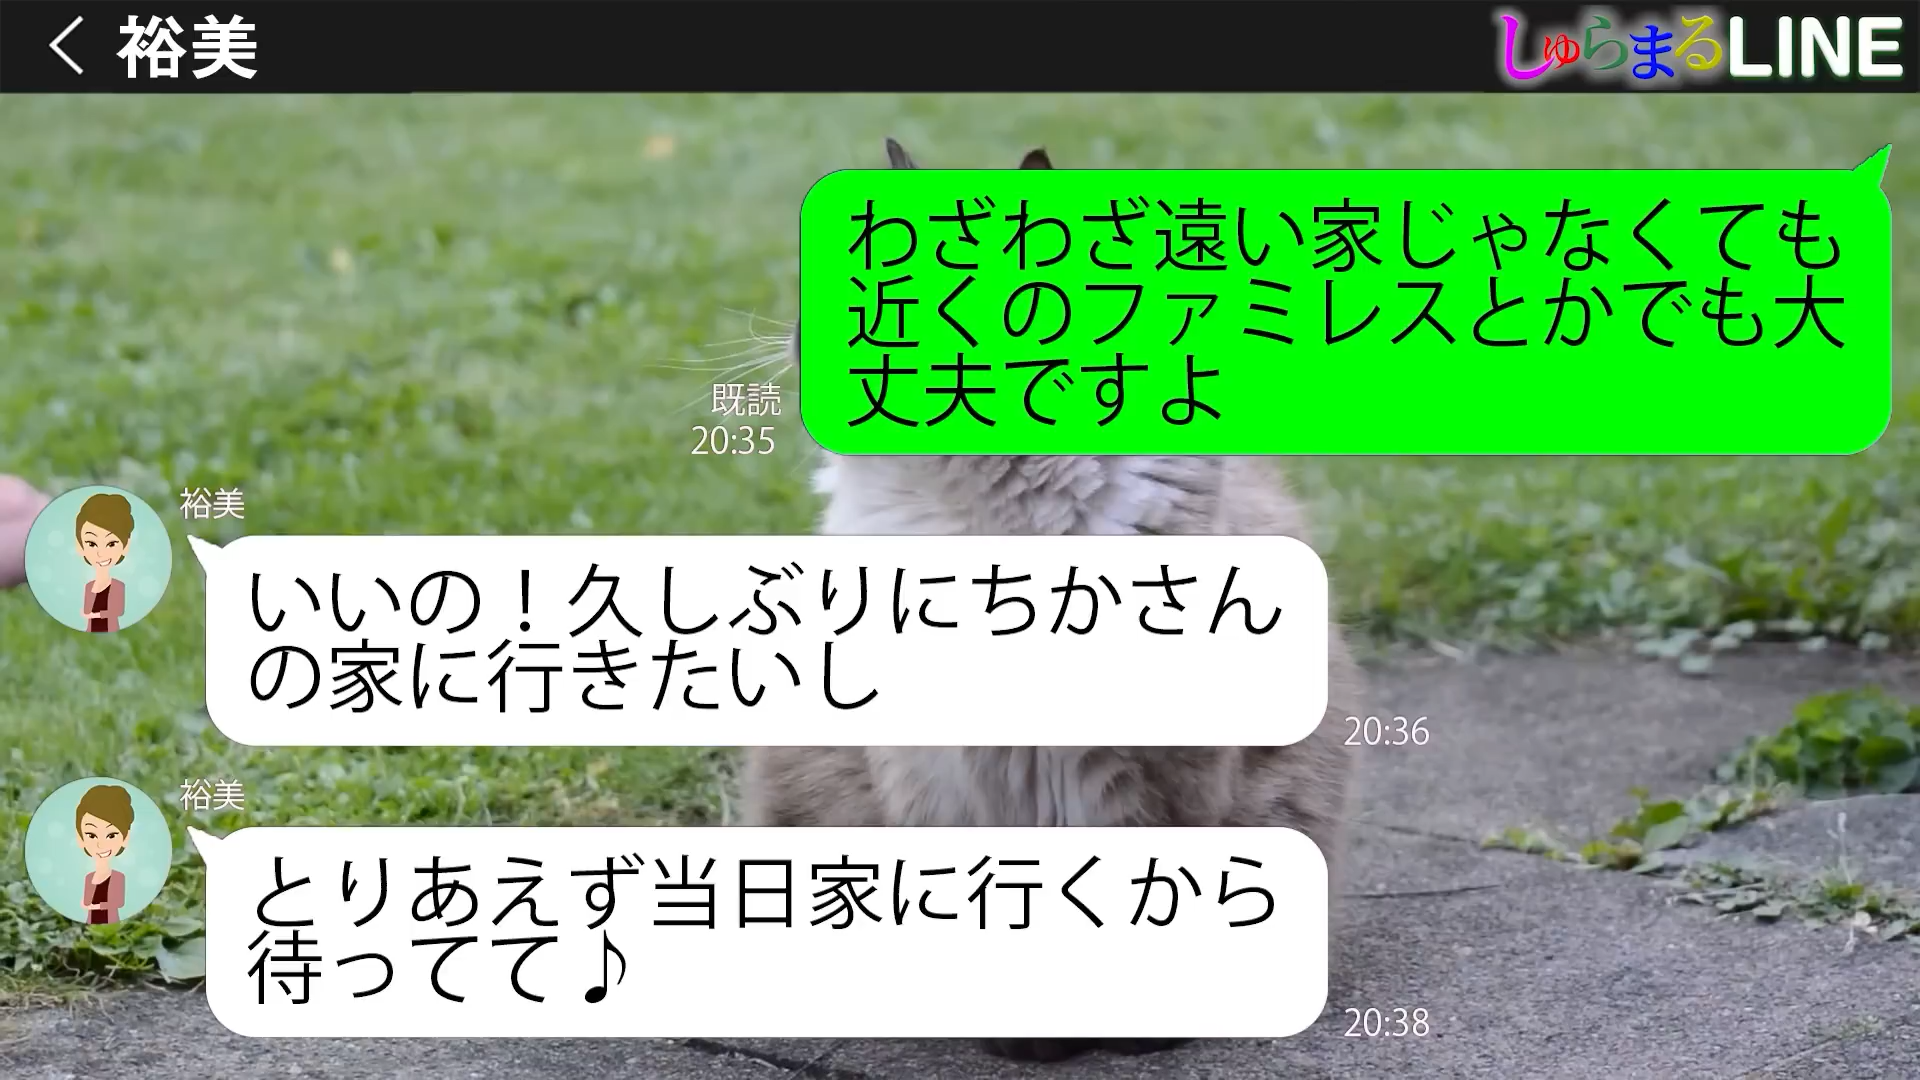 裕美
しゅらまるLINE
わざわざ遠い家じゃなくても
近くのファミレスとかでも大
丈夫ですよ
既読
20:35
裕美
いいの！久しぶりにちかさん
の家に行きたいし
20:36
裕美
とりあえず当日家に行くから
待ってて♪
20:38